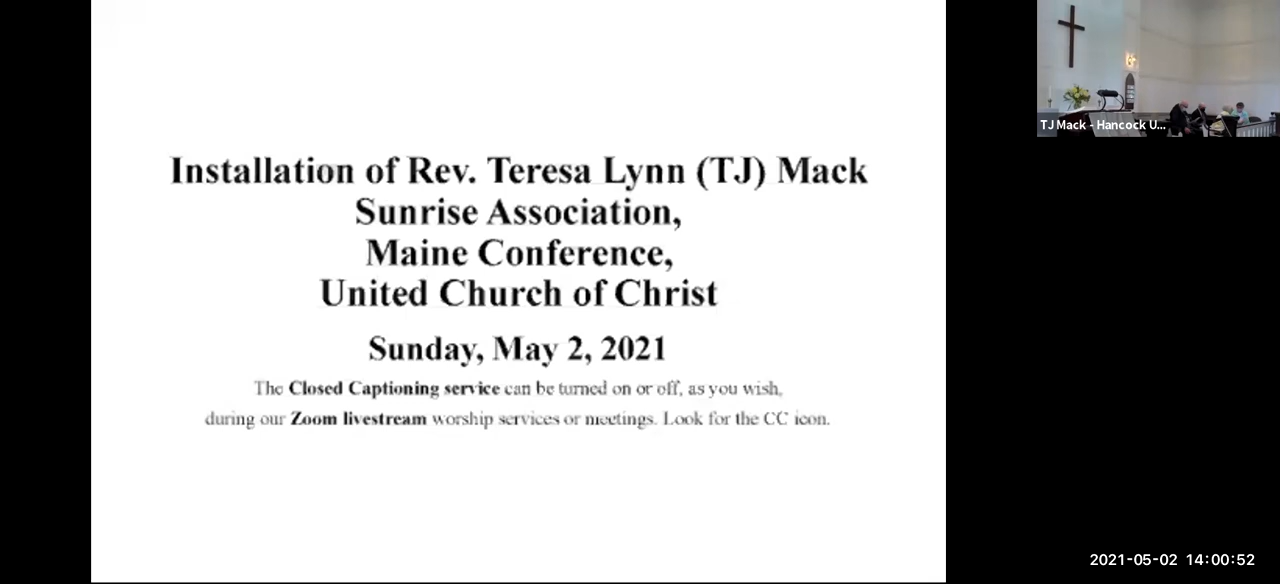 Installation of Rev. Teresa Lynn (TJ) Mack
Sunrise Association,
Maine Conference,
United Church of Christ
Sunday, May 2, 2021
The Closed Captioning service can be turned on or off, as you wish,
during our Zoom livestream worship services or meetings. Look for the CC icon.
TJ Mack - Hancock U...
2021-05-02 14:00:52